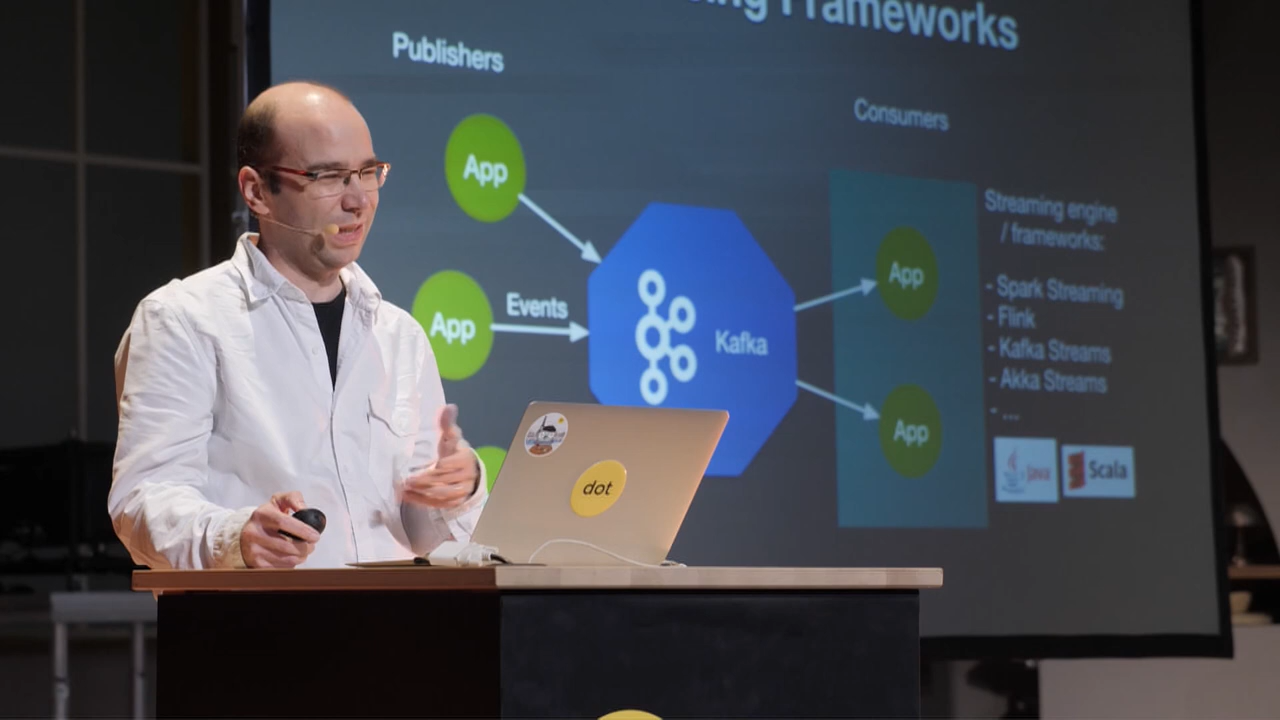 Frameworks
Publishers
Consumers
App
Streaming engine
/ frameworks:
App
- Spark Streaming
App
Events
Kafka
- Flink
- Kafka Streams
- Akka Streams
- ...
App
Java
Scala
dot